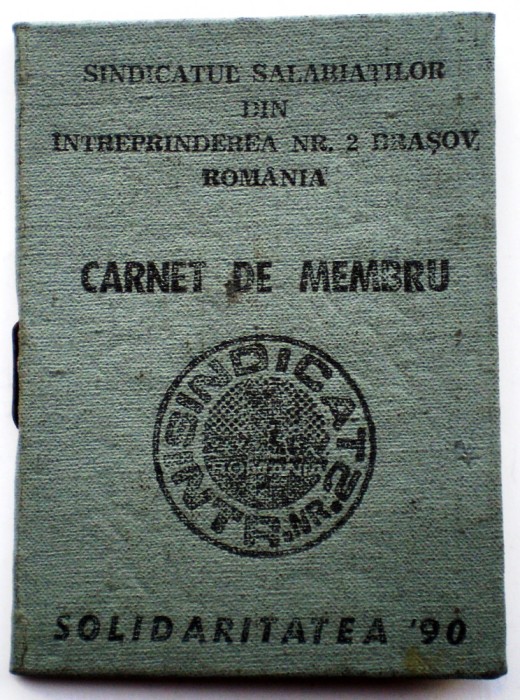 SINDICATUL SALARIAȚILOR
DIN
ÎNTREPRINDEREA NR. 2 BRAȘOV
ROMÂNIA
CARNET DE MEMBRU
SINDICAT 2
ROMÂNIA
INTR. NR.
SOLIDARITATEA '90